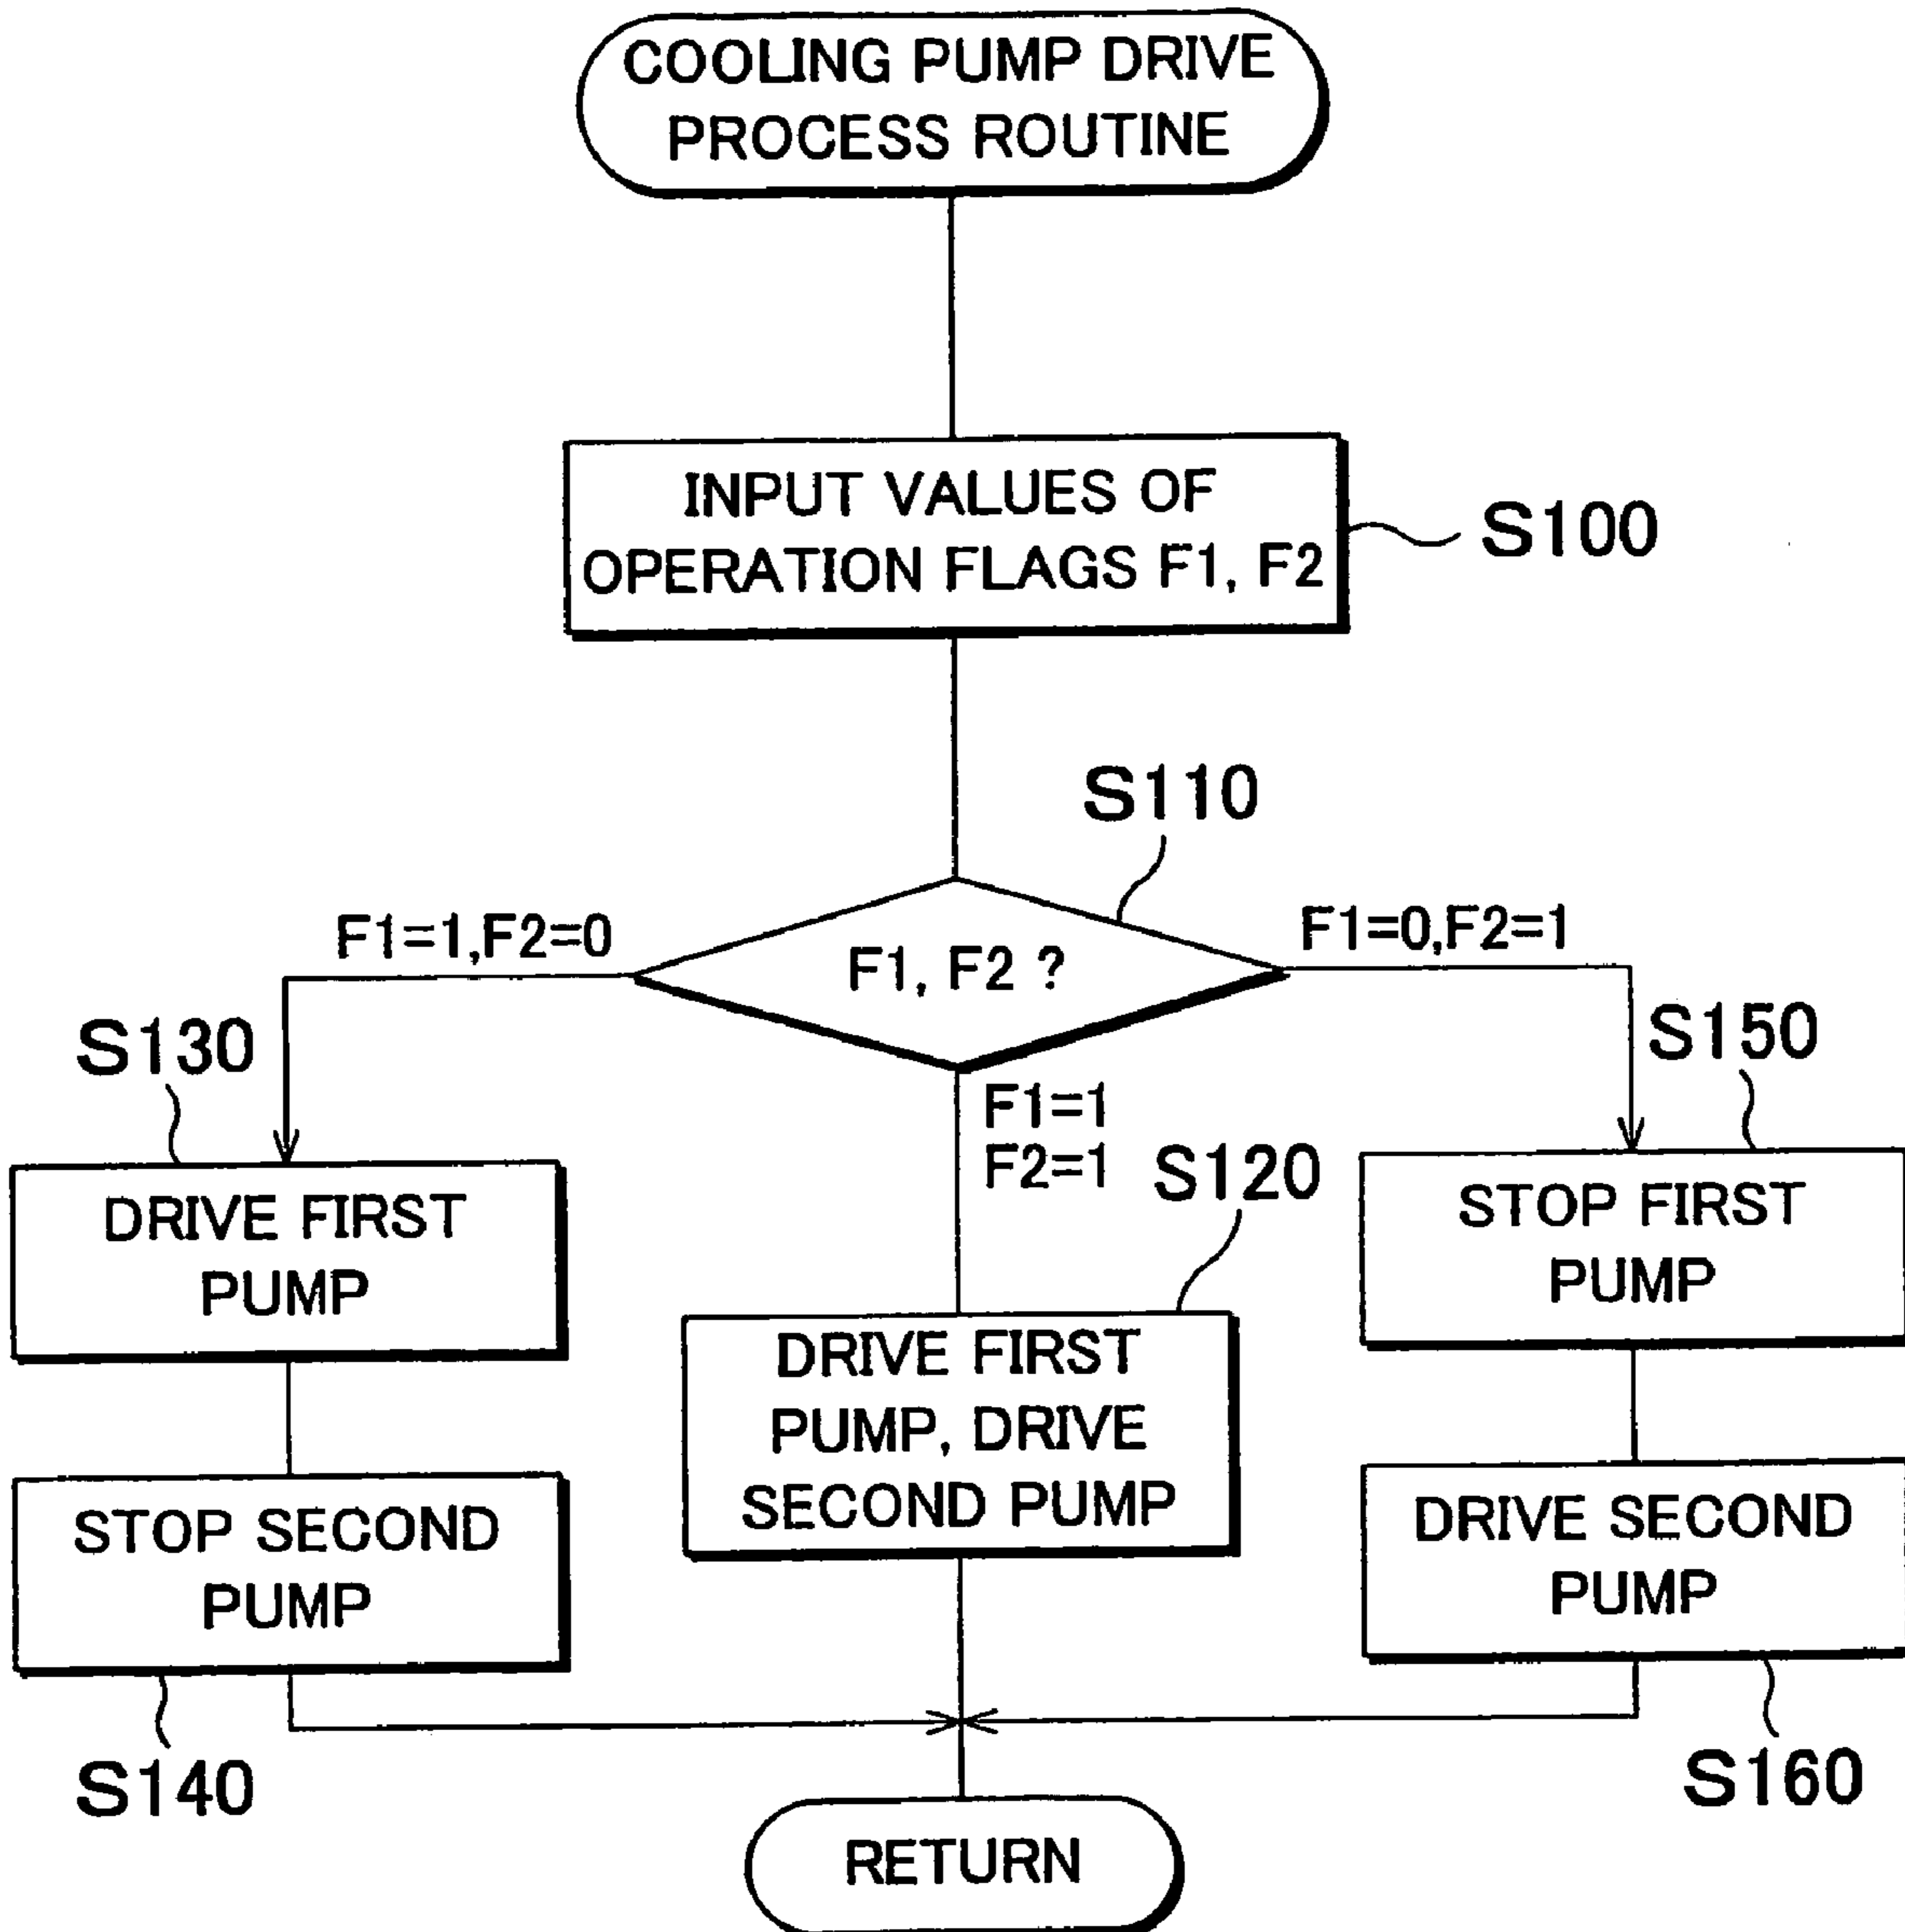 COOLING PUMP DRIVE
PROCESS ROUTINE
INPUT VALUES OF
OPERATION FLAGS F1, F2
S100
S110
F1=1,F2=0
F1, F2 ?
F1=0,F2=1
S130
S150
F1=1
F2=1
S120
DRIVE FIRST
PUMP
STOP FIRST
PUMP
DRIVE FIRST
PUMP, DRIVE
SECOND PUMP
STOP SECOND
PUMP
DRIVE SECOND
PUMP
S140
S160
RETURN